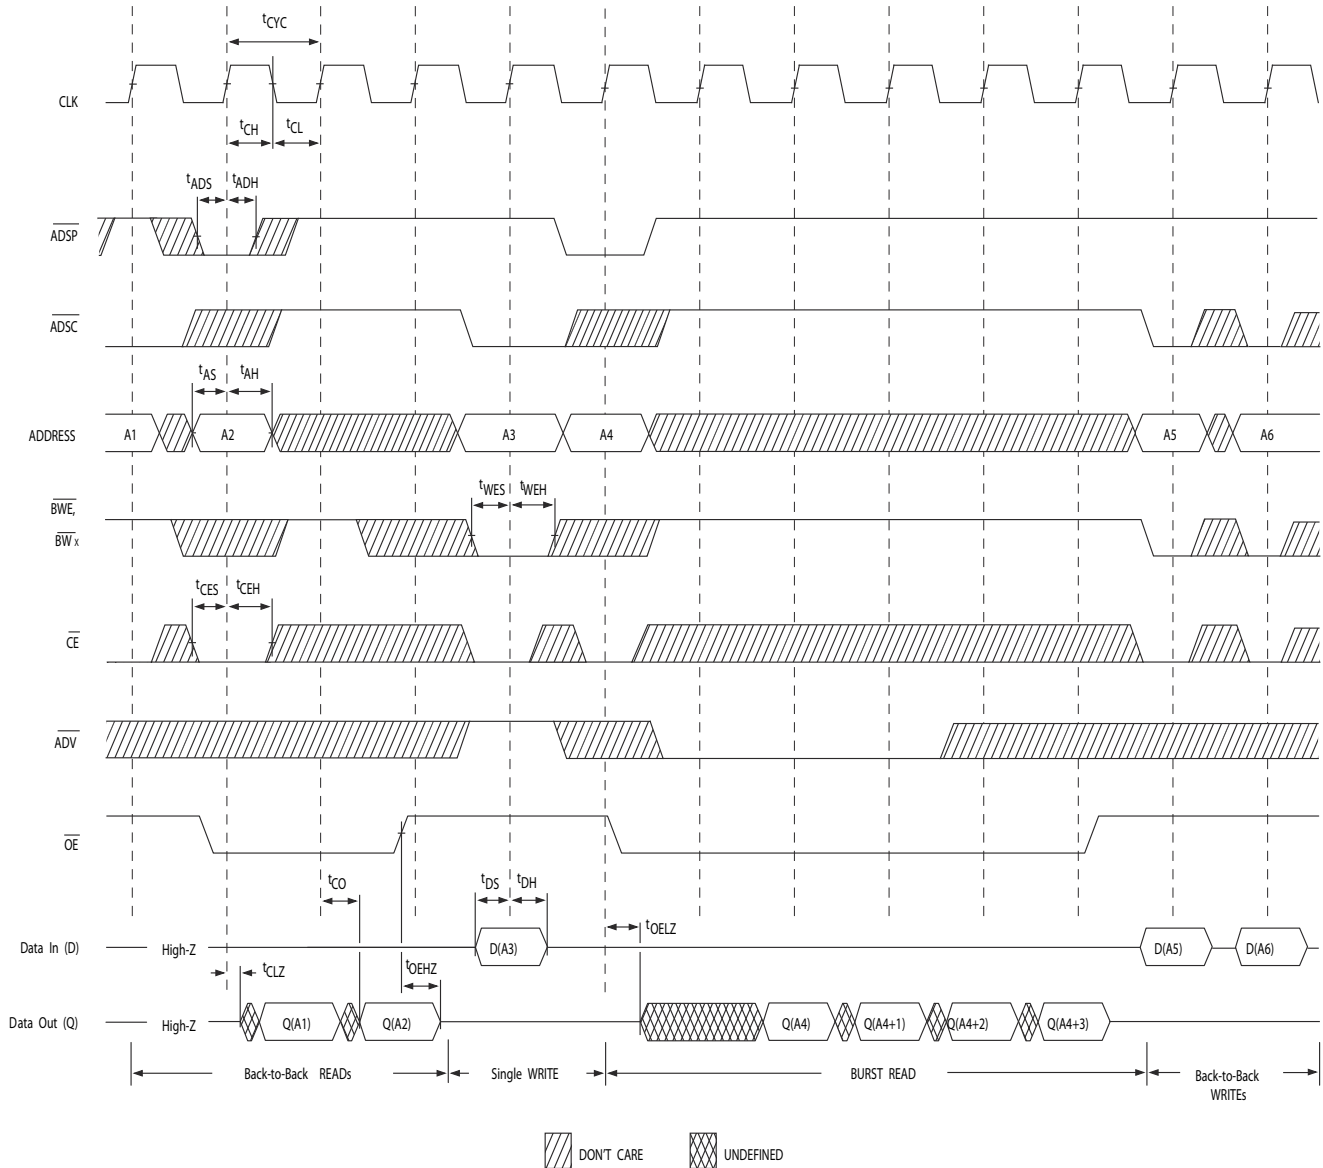 tCYC
CLK
tCH tCL
tADS tADH
ADSP
ADSC
tAS tAH
ADDRESS A1 A2 A3 A4 A5 A6
tWES tWEH
BWE,
BW x
tCES tCEH
CE
ADV
OE
tCO tDS tDH
tOELZ
Data In (D) High-Z D(A3) D(A5) D(A6)
tCLZ tOEHZ
Data Out (Q) High-Z Q(A1) Q(A2) Q(A4) Q(A4+1) Q(A4+2) Q(A4+3)
Back-to-Back READs Single WRITE BURST READ Back-to-Back
WRITEs
DON'T CARE UNDEFINED